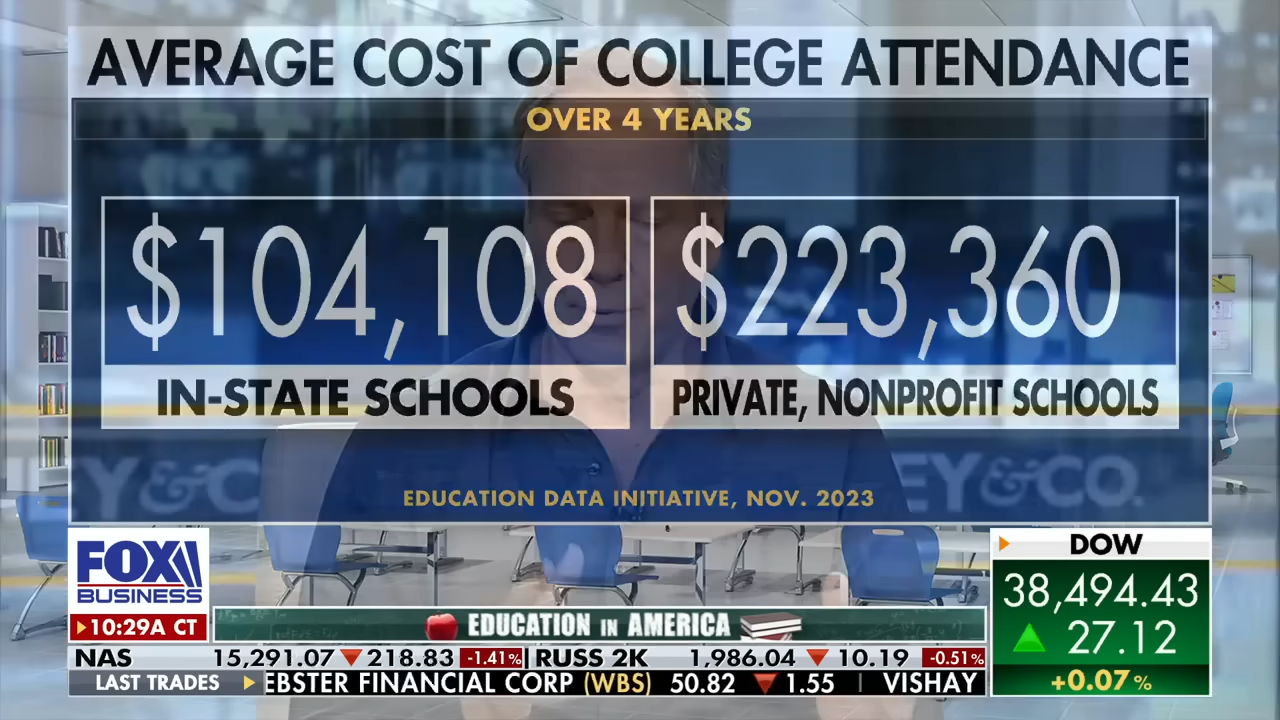 AVERAGE COST OF COLLEGE ATTENDANCE
OVER 4 YEARS
$104,108
IN-STATE SCHOOLS
$223,360
PRIVATE, NONPROFIT SCHOOLS
EY&CO.
EDUCATION DATA INITIATIVE, NOV. 2023
FOX
BUSINESS
10:29A CT
EDUCATION IN AMERICA
DOW
38,494.43
27.12
+0.07%
NAS 15,291.07 218.83 -1.41% RUSS 2K 1,986.04 10.19 -0.51%
LAST TRADES EBSTER FINANCIAL CORP (WBS) 50.82 1.55 VISHAY